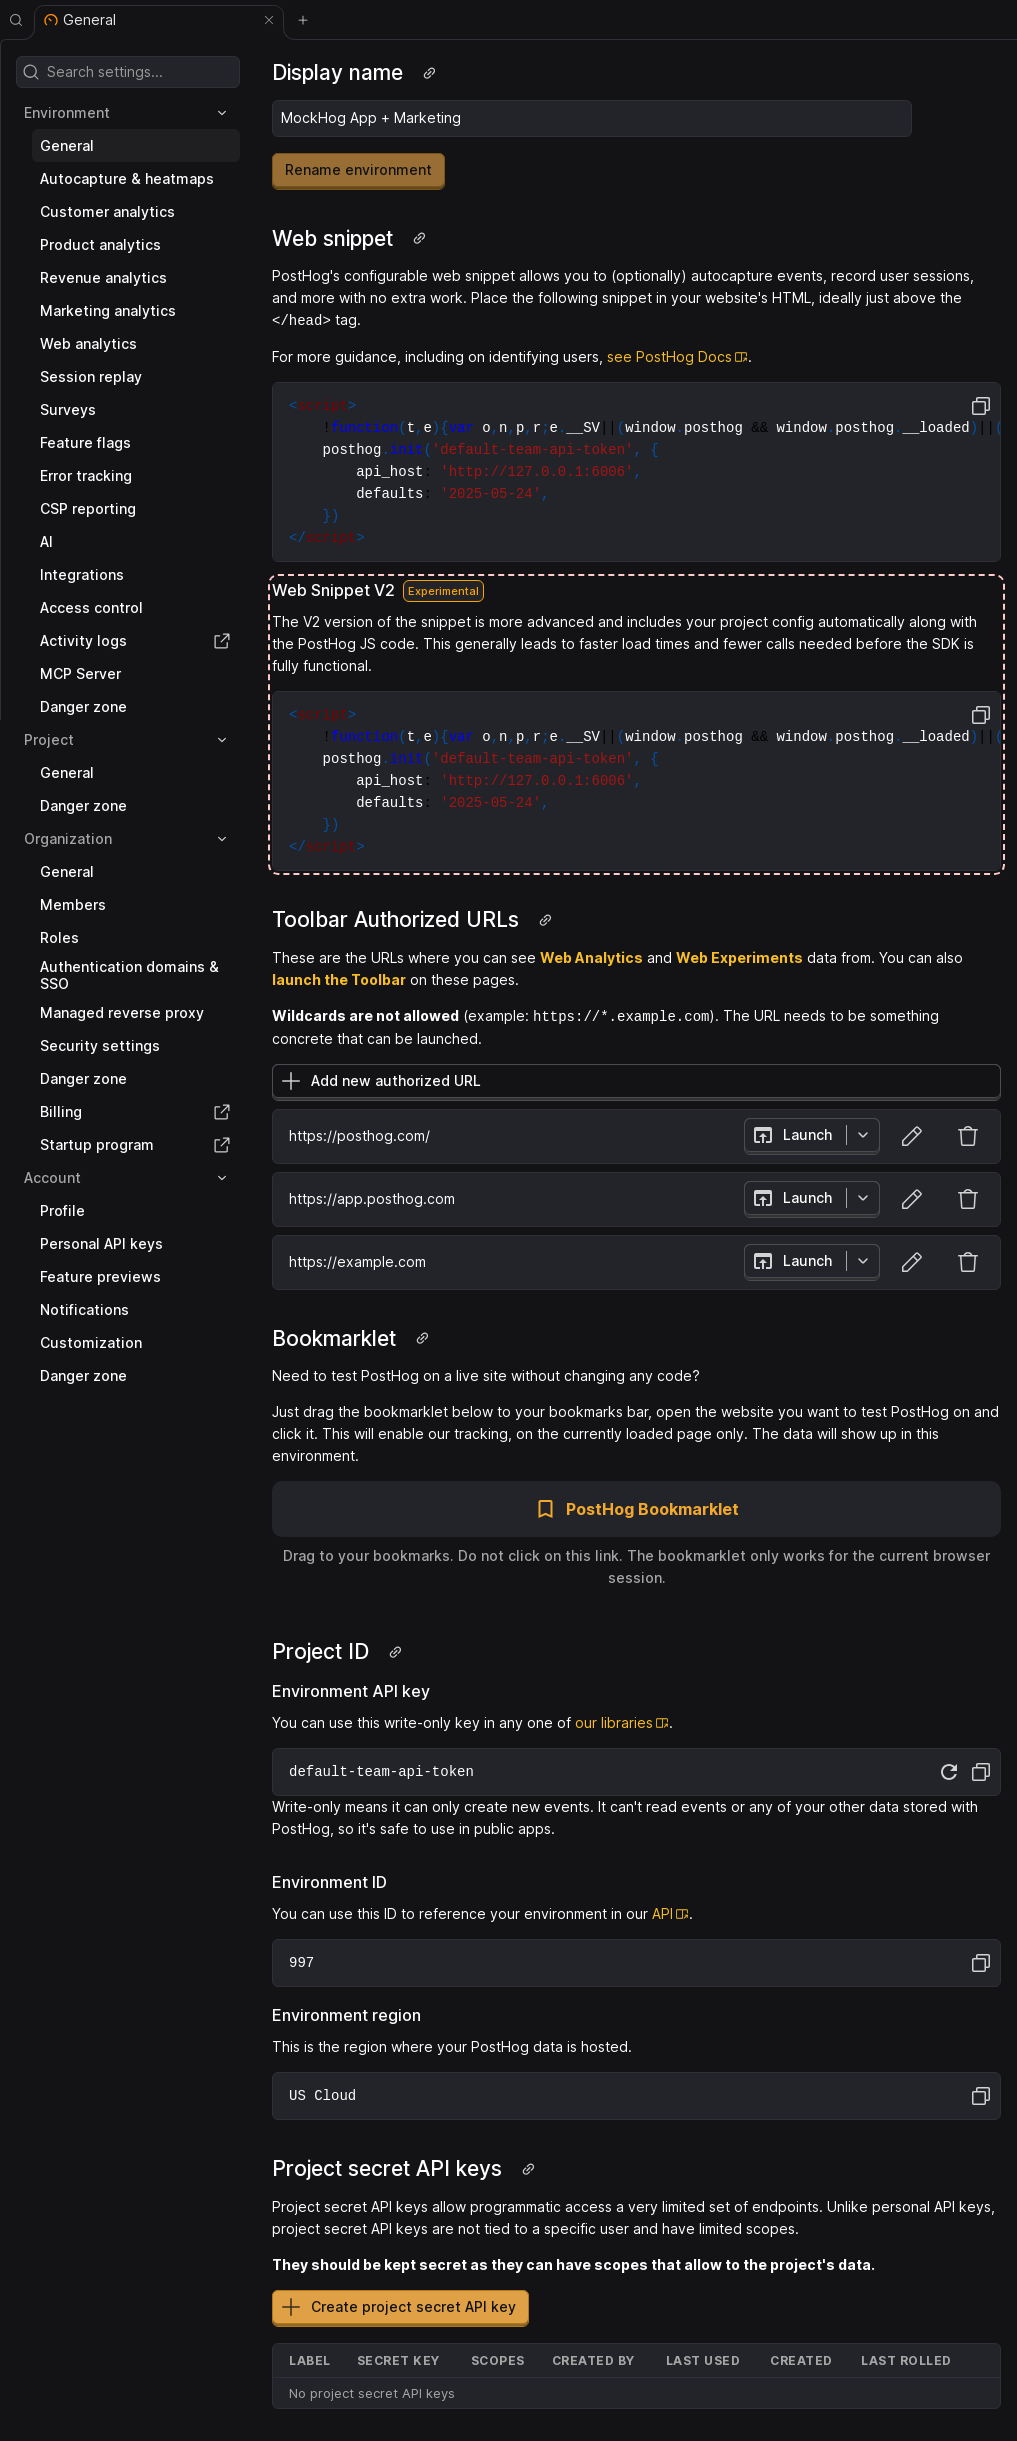 General
Search settings...
Environment
General
Autocapture & heatmaps
Customer analytics
Product analytics
Revenue analytics
Marketing analytics
Web analytics
Session replay
Surveys
Feature flags
Error tracking
CSP reporting
AI
Integrations
Access control
Activity logs
MCP Server
Danger zone
Project
General
Danger zone
Organization
General
Members
Roles
Authentication domains &
SSO
Managed reverse proxy
Security settings
Danger zone
Billing
Startup program
Account
Profile
Personal API keys
Feature previews
Notifications
Customization
Danger zone
Display name
MockHog App + Marketing
Rename environment
Web snippet
PostHog's configurable web snippet allows you to (optionally) autocapture events, record user sessions,
and more with no extra work. Place the following snippet in your website's HTML, ideally just above the
</head> tag.
For more guidance, including on identifying users, see PostHog Docs.
<script>
!function(t,e){var o,n,p,r;e.__SV||(window.posthog && window.posthog.__loaded)||(
posthog.init('default-team-api-token', {
api_host: 'http://127.0.0.1:6006',
defaults: '2025-05-24',
})
</script>
Web Snippet V2 Experimental
The V2 version of the snippet is more advanced and includes your project config automatically along with
the PostHog JS code. This generally leads to faster load times and fewer calls needed before the SDK is
fully functional.
<script>
!function(t,e){var o,n,p,r;e.__SV||(window.posthog && window.posthog.__loaded)||(
posthog.init('default-team-api-token', {
api_host: 'http://127.0.0.1:6006',
defaults: '2025-05-24',
})
</script>
Toolbar Authorized URLs
These are the URLs where you can see Web Analytics and Web Experiments data from. You can also
launch the Toolbar on these pages.
Wildcards are not allowed (example: https://*.example.com). The URL needs to be something
concrete that can be launched.
Add new authorized URL
https://posthog.com/ Launch
https://app.posthog.com Launch
https://example.com Launch
Bookmarklet
Need to test PostHog on a live site without changing any code?
Just drag the bookmarklet below to your bookmarks bar, open the website you want to test PostHog on and
click it. This will enable our tracking, on the currently loaded page only. The data will show up in this
environment.
PostHog Bookmarklet
Drag to your bookmarks. Do not click on this link. The bookmarklet only works for the current browser
session.
Project ID
Environment API key
You can use this write-only key in any one of our libraries.
default-team-api-token
Write-only means it can only create new events. It can't read events or any of your other data stored with
PostHog, so it's safe to use in public apps.
Environment ID
You can use this ID to reference your environment in our API.
997
Environment region
This is the region where your PostHog data is hosted.
US Cloud
Project secret API keys
Project secret API keys allow programmatic access a very limited set of endpoints. Unlike personal API keys,
project secret API keys are not tied to a specific user and have limited scopes.
They should be kept secret as they can have scopes that allow to the project's data.
Create project secret API key
LABEL SECRET KEY SCOPES CREATED BY LAST USED CREATED LAST ROLLED
No project secret API keys